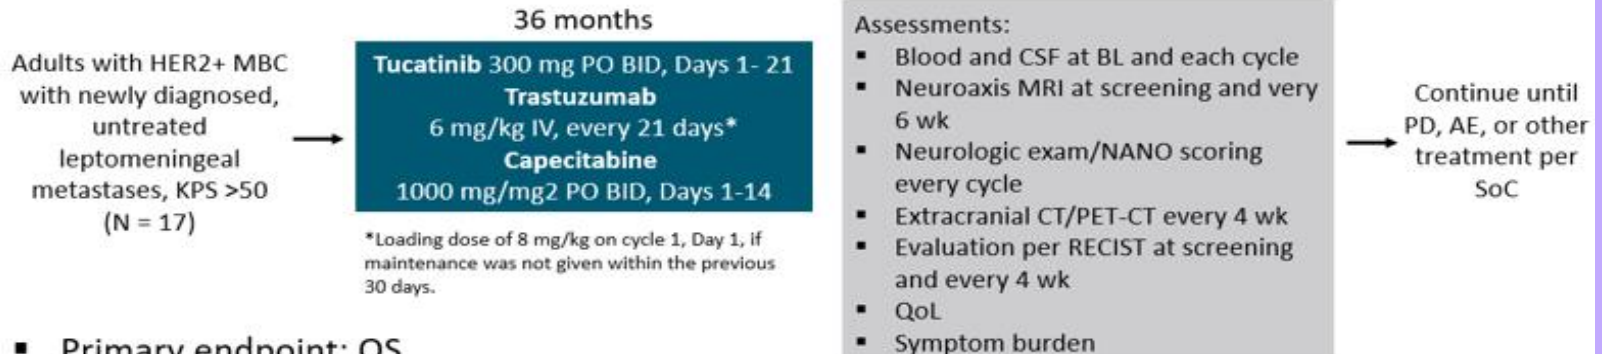 36 months
Adults with HER2+ MBC
with newly diagnosed,
untreated
leptomeningeal
metastases, KPS >50
(N = 17)
Tucatinib 300 mg PO BID, Days 1- 21
Trastuzumab
6 mg/kg IV, every 21 days*
Capecitabine
1000 mg/mg2 PO BID, Days 1-14
*Loading dose of 8 mg/kg on cycle 1, Day 1, if
maintenance was not given within the previous
30 days.
Assessments:
▪ Blood and CSF at BL and each cycle
▪ Neuroaxis MRI at screening and very
6 wk
▪ Neurologic exam/NANO scoring
every cycle
▪ Extracranial CT/PET-CT every 4 wk
▪ Evaluation per RECIST at screening
and every 4 wk
▪ QoL
▪ Symptom burden
Continue until
PD, AE, or other
treatment per
SoC
▪ Primary endpoint: OS